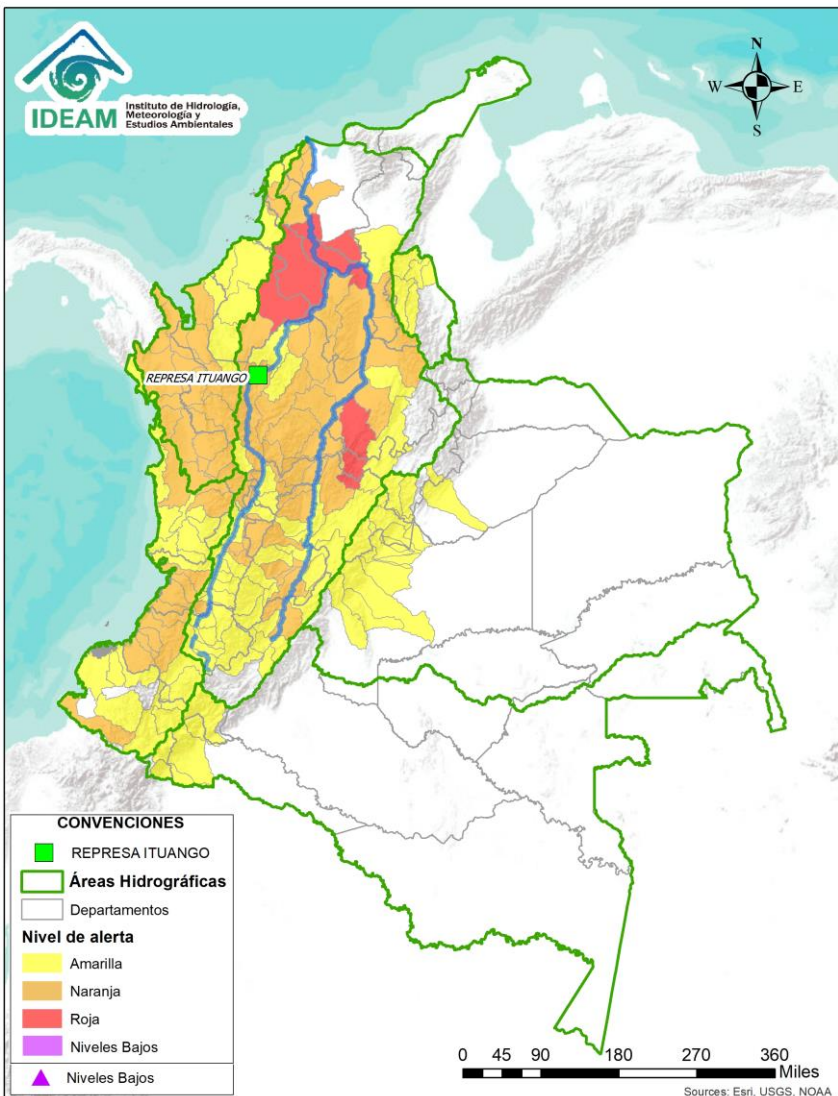 IDEAM
Instituto de Hidrología,
Meteorología y
Estudios Ambientales
N
W
E
S
REPRESA ITUANGO
CONVENCIONES
REPRESA ITUANGO
Áreas Hidrográficas
Departamentos
Nivel de alerta
Amarilla
Naranja
Roja
Niveles Bajos
Niveles Bajos
0 45 90 180 270 360
Miles
Sources: Esri, USGS, NOAA